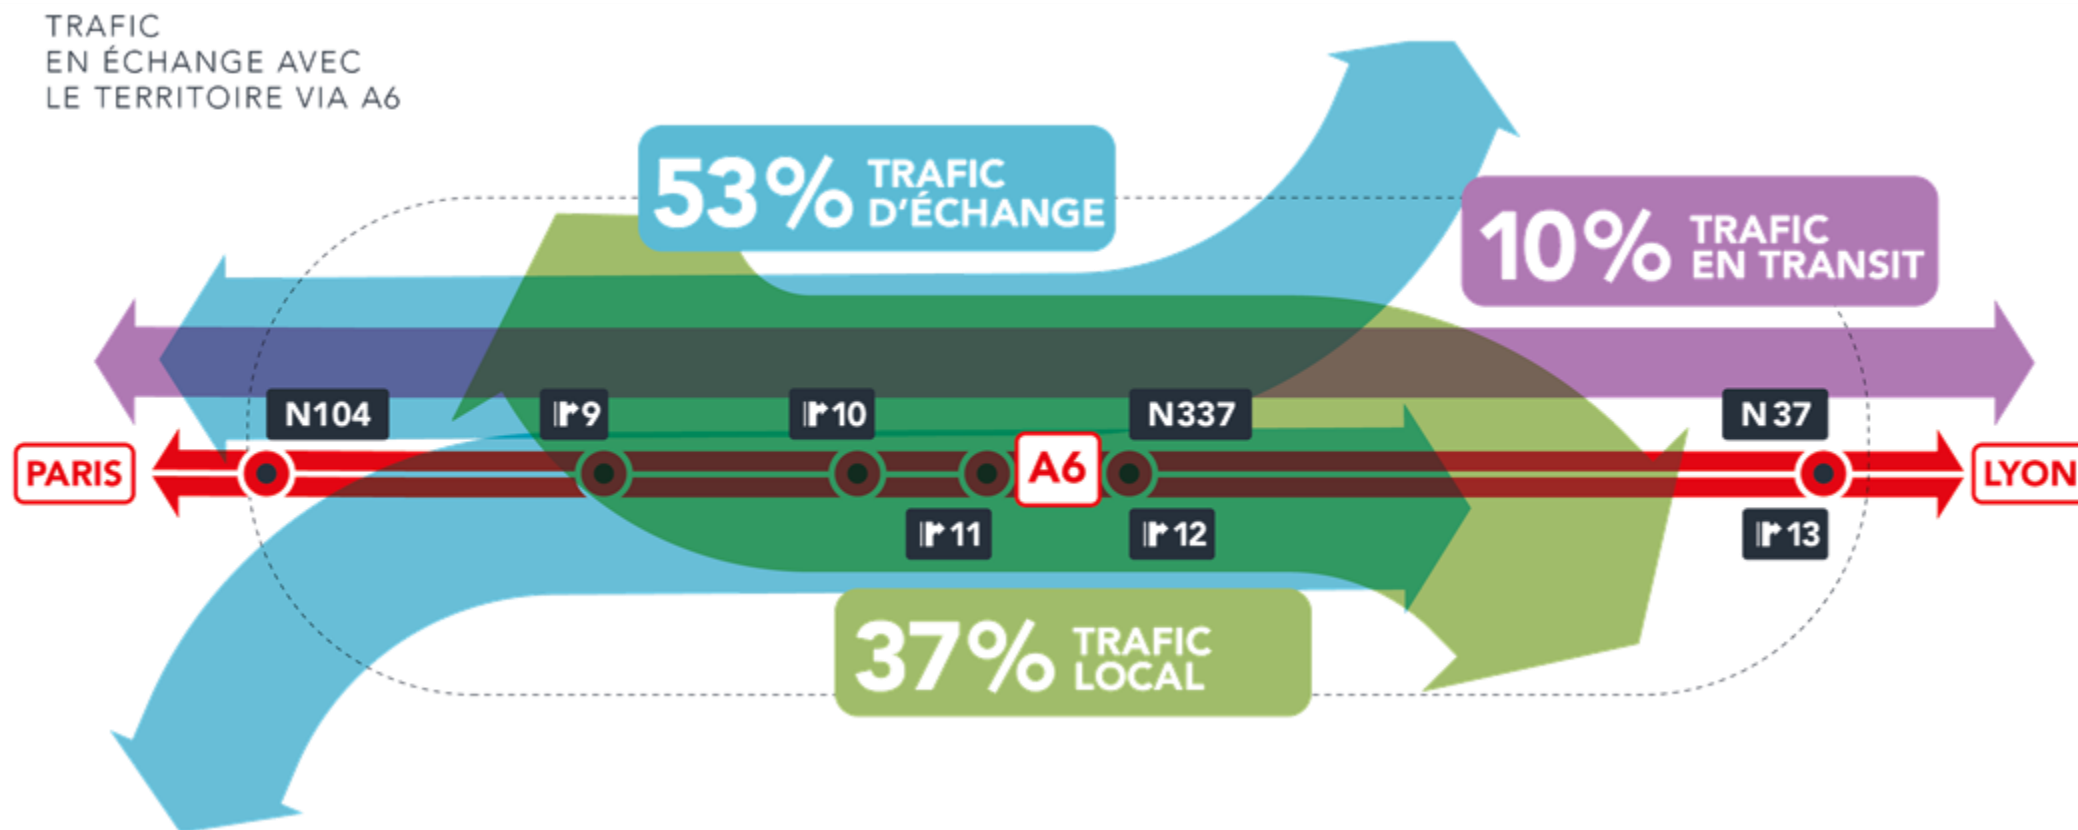 TRAFIC
EN ÉCHANGE AVEC
LE TERRITOIRE VIA A6
53% TRAFIC
D'ÉCHANGE
10% TRAFIC
EN TRANSIT
N104
9
10
N337
N37
PARIS
A6
LYON
11
12
13
37% TRAFIC
LOCAL